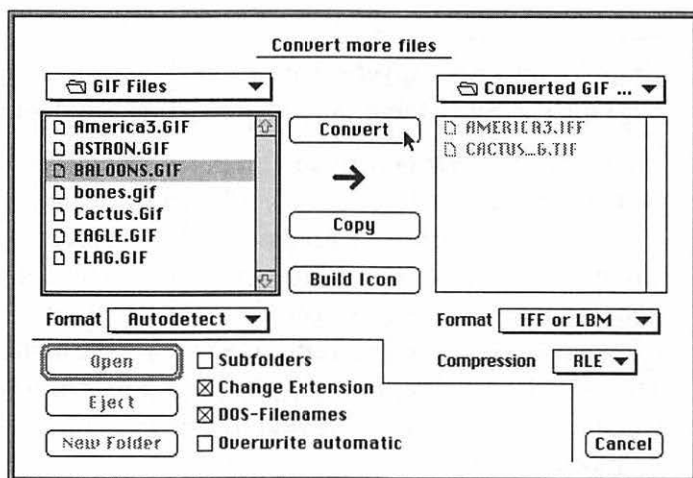 Convert more files
GIF Files
Converted GIF ...
America3.GIF
ASTRON.GIF
BALOONS.GIF
bones.gif
Cactus.Gif
EAGLE.GIF
FLAG.GIF
Convert
Copy
Build Icon
AMERICA3.IFF
CACTUS...G.TIF
Format Autodetect
Format IFF or LBM
Open
Eject
New Folder
Subfolders
Change Extension
DOS-Filenames
Overwrite automatic
Compression RLE
Cancel